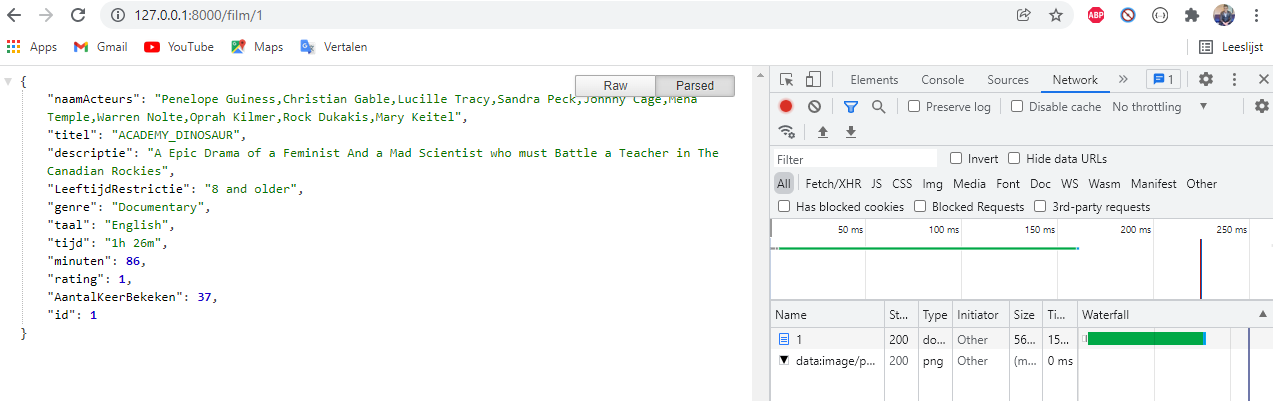 127.0.0.1:8000/film/1
ABP
Apps Gmail YouTube Maps Vertalen Leeslijst
Raw Parsed
{
"naamActeurs": "Penelope Guiness,Christian Gable,Lucille Tracy,Sandra Peck,Johnny Cage,Mena
Temple,Warren Nolte,Oprah Kilmer,Rock Dukakis,Mary Keitel",
"titel": "ACADEMY_DINOSAUR",
"descriptie": "A Epic Drama of a Feminist And a Mad Scientist who must Battle a Teacher in The
Canadian Rockies",
"LeeftijdRestrictie": "8 and older",
"genre": "Documentary",
"taal": "English",
"tijd": "1h 26m",
"minuten": 86,
"rating": 1,
"AantalKeerBekeken": 37,
"id": 1
}
Elements Console Sources Network 1
Preserve log Disable cache No throttling
Filter Invert Hide data URLs
All Fetch/XHR JS CSS Img Media Font Doc WS Wasm Manifest Other
Has blocked cookies Blocked Requests 3rd-party requests
50 ms 100 ms 150 ms 200 ms 250 ms
Name St... Type Initiator Size Ti... Waterfall
1 200 do... Other 56... 15...
data:image/p... 200 png Other (m... 0 ms